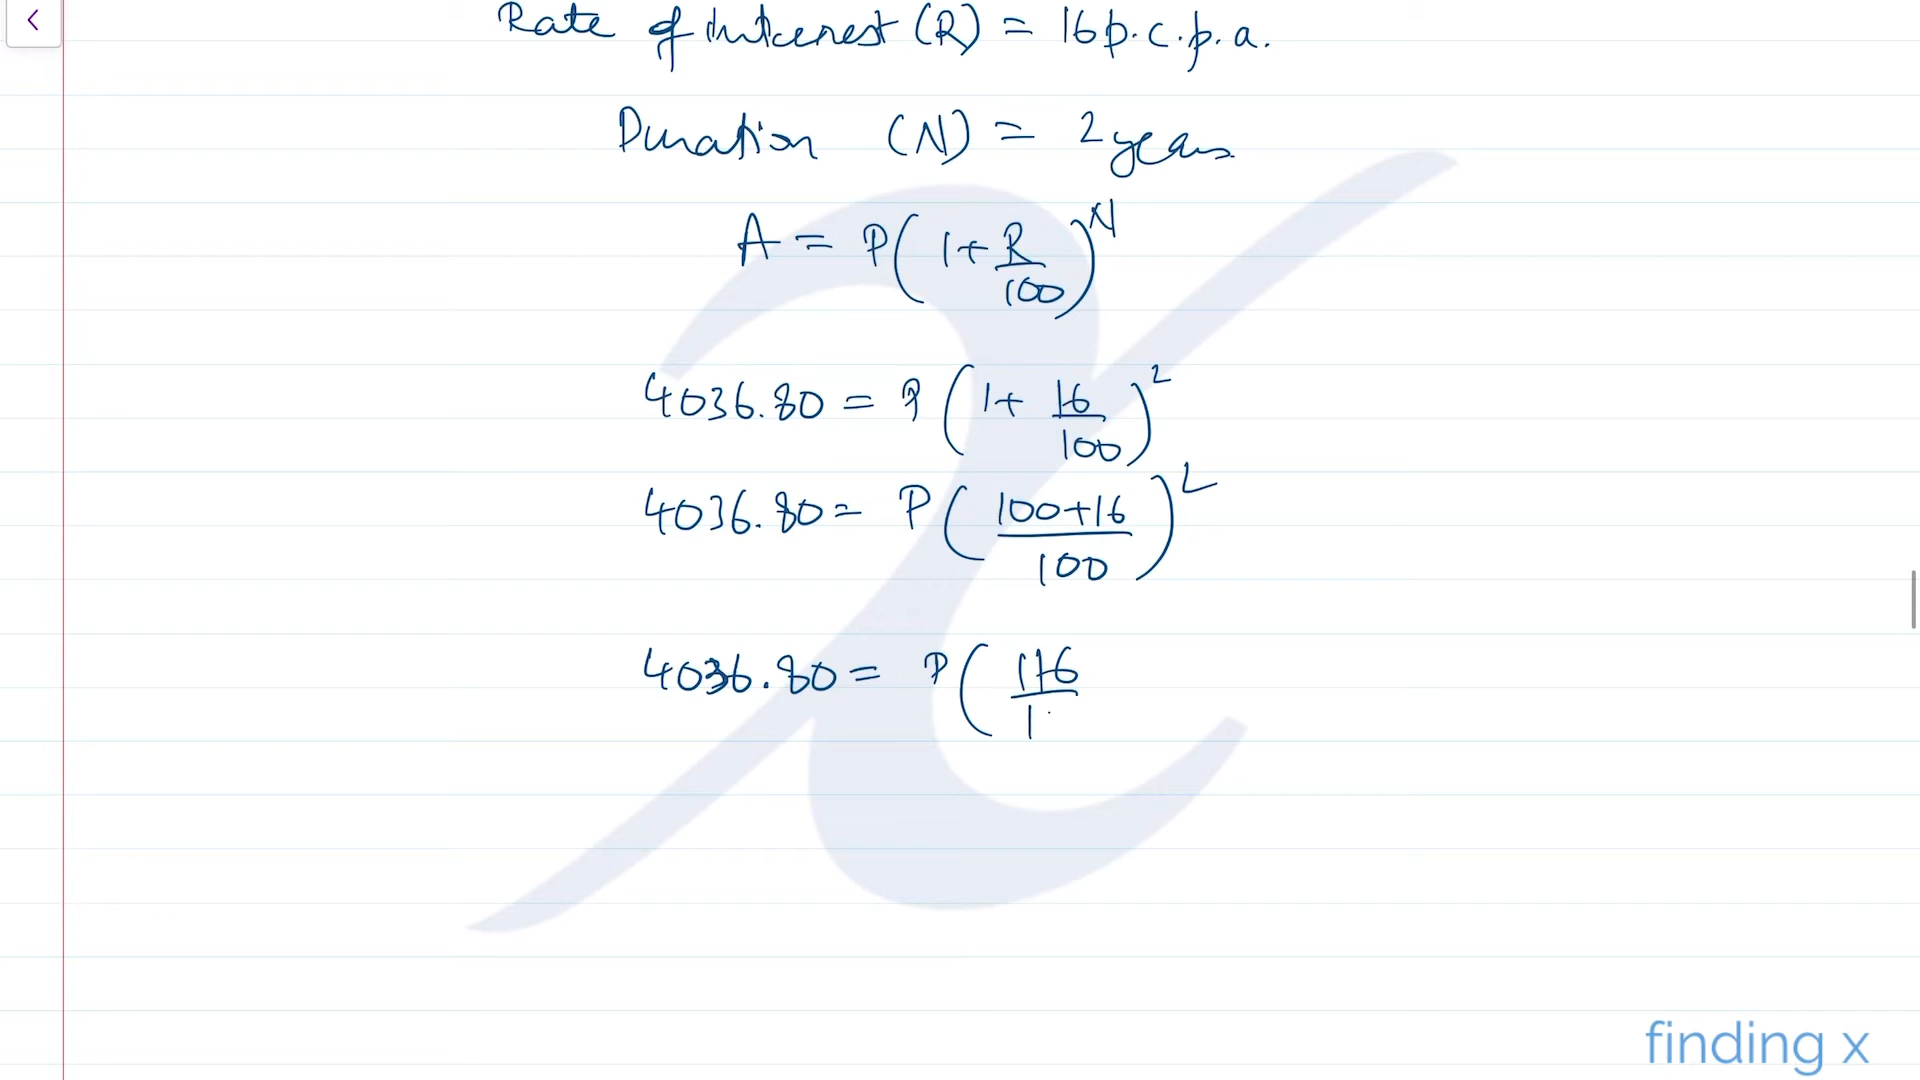 Rate of interest (R) = 16 p.c.p.a.
Duration (N) = 2 years
A = P(1+R/100)^N
4036.80 = P(1+16/100)^2
4036.80 = P(100+16/100)^2
4036.80 = P(116/1
finding x